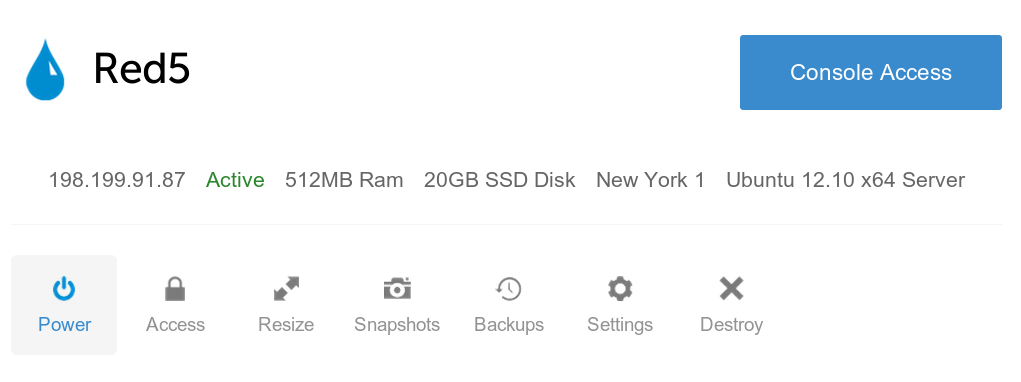 Red5
Console Access
198.199.91.87 Active 512MB Ram 20GB SSD Disk New York 1 Ubuntu 12.10 x64 Server
Power Access Resize Snapshots Backups Settings Destroy